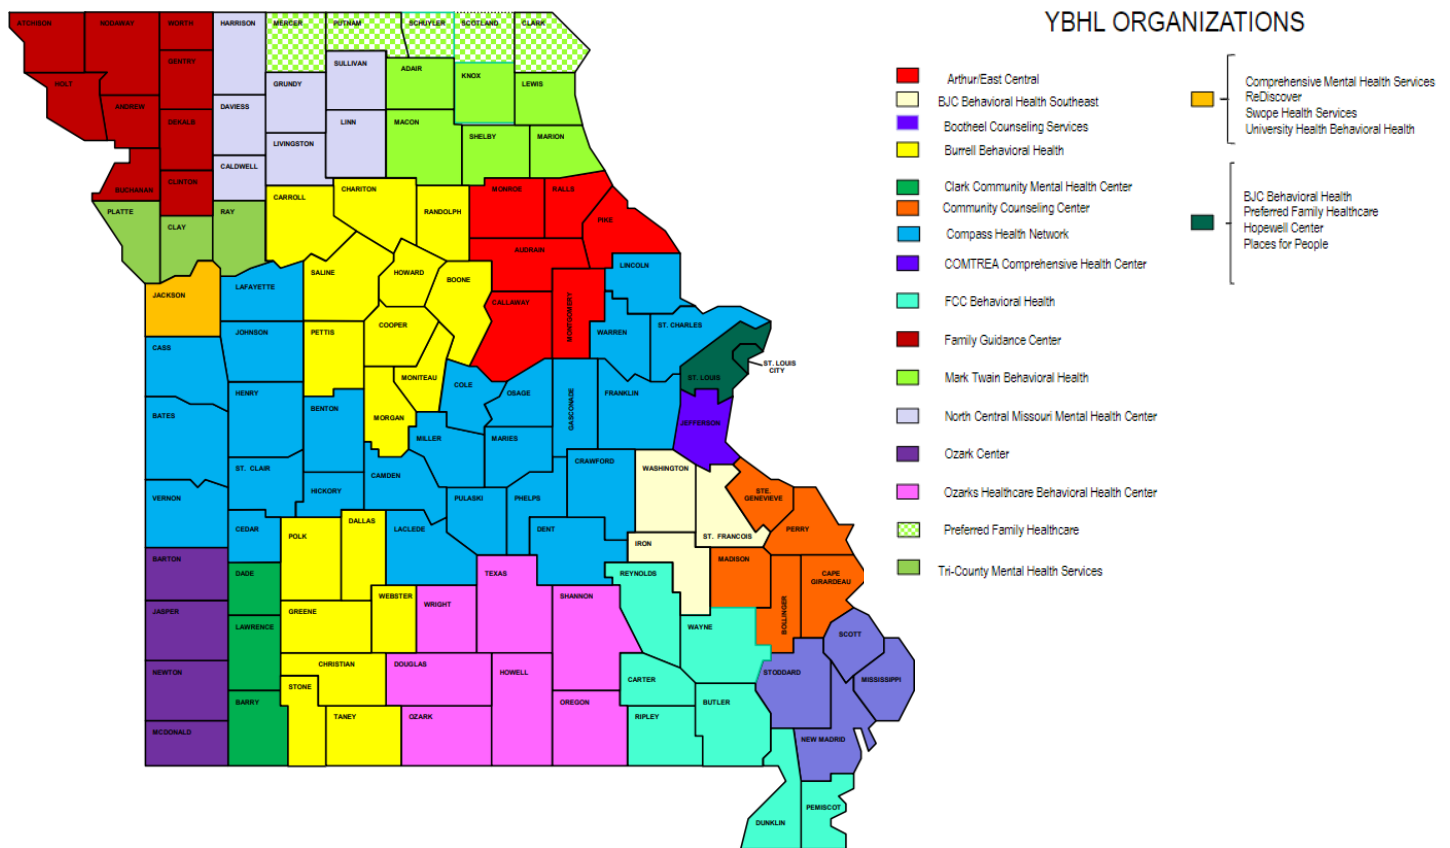 YBHL ORGANIZATIONS
ATCHISON
NODAWAY
WORTH
HARRISON
MERCER
PUTNAM
SCHUYLER
SCOTLAND
CLARK
GENTRY
SULLIVAN
ADAIR
KNOX
LEWIS
HOLT
GRUNDY
ANDREW
DAVIESS
DEKALB
LINN
MACON
SHELBY
MARION
LIVINGSTON
CALDWELL
BUCHANAN
CLINTON
CARROLL
CHARITON
RANDOLPH
MONROE
RALLS
PIKE
PLATTE
CLAY
RAY
AUDRAIN
SALINE
HOWARD
BOONE
LINCOLN
JACKSON
LAFAYETTE
CALLAWAY
MONTGOMERY
WARREN
ST. CHARLES
JOHNSON
PETTIS
COOPER
CASS
ST. LOUIS
ST. LOUIS
CITY
MONITEAU
COLE
OSAGE
GASCONADE
FRANKLIN
HENRY
BENTON
MORGAN
BATES
JEFFERSON
MILLER
MARIES
ST. CLAIR
CAMDEN
CRAWFORD
WASHINGTON
HICKORY
VERNON
PULASKI
PHELPS
STE.
GENEVIEVE
CEDAR
POLK
DALLAS
LACLEDE
DENT
ST. FRANCOIS
PERRY
IRON
BARTON
DADE
TEXAS
REYNOLDS
MADISON
CAPE
GIRARDEAU
WEBSTER
WRIGHT
SHANNON
JASPER
GREENE
LAWRENCE
WAYNE
BOLLINGER
SCOTT
CHRISTIAN
DOUGLAS
HOWELL
NEWTON
STONE
CARTER
STODDARD
MISSISSIPPI
BARRY
TANEY
OZARK
OREGON
RIPLEY
BUTLER
MCDONALD
NEW MADRID
PEMISCOT
DUNKLIN
Arthur/East Central
BJC Behavioral Health Southeast
Bootheel Counseling Services
Burrell Behavioral Health
Clark Community Mental Health Center
Community Counseling Center
Compass Health Network
COMTREA Comprehensive Health Center
FCC Behavioral Health
Family Guidance Center
Mark Twain Behavioral Health
North Central Missouri Mental Health Center
Ozark Center
Ozarks Healthcare Behavioral Health Center
Preferred Family Healthcare
Tri-County Mental Health Services
Comprehensive Mental Health Services
ReDiscover
Swope Health Services
University Health Behavioral Health
BJC Behavioral Health
Preferred Family Healthcare
Hopewell Center
Places for People